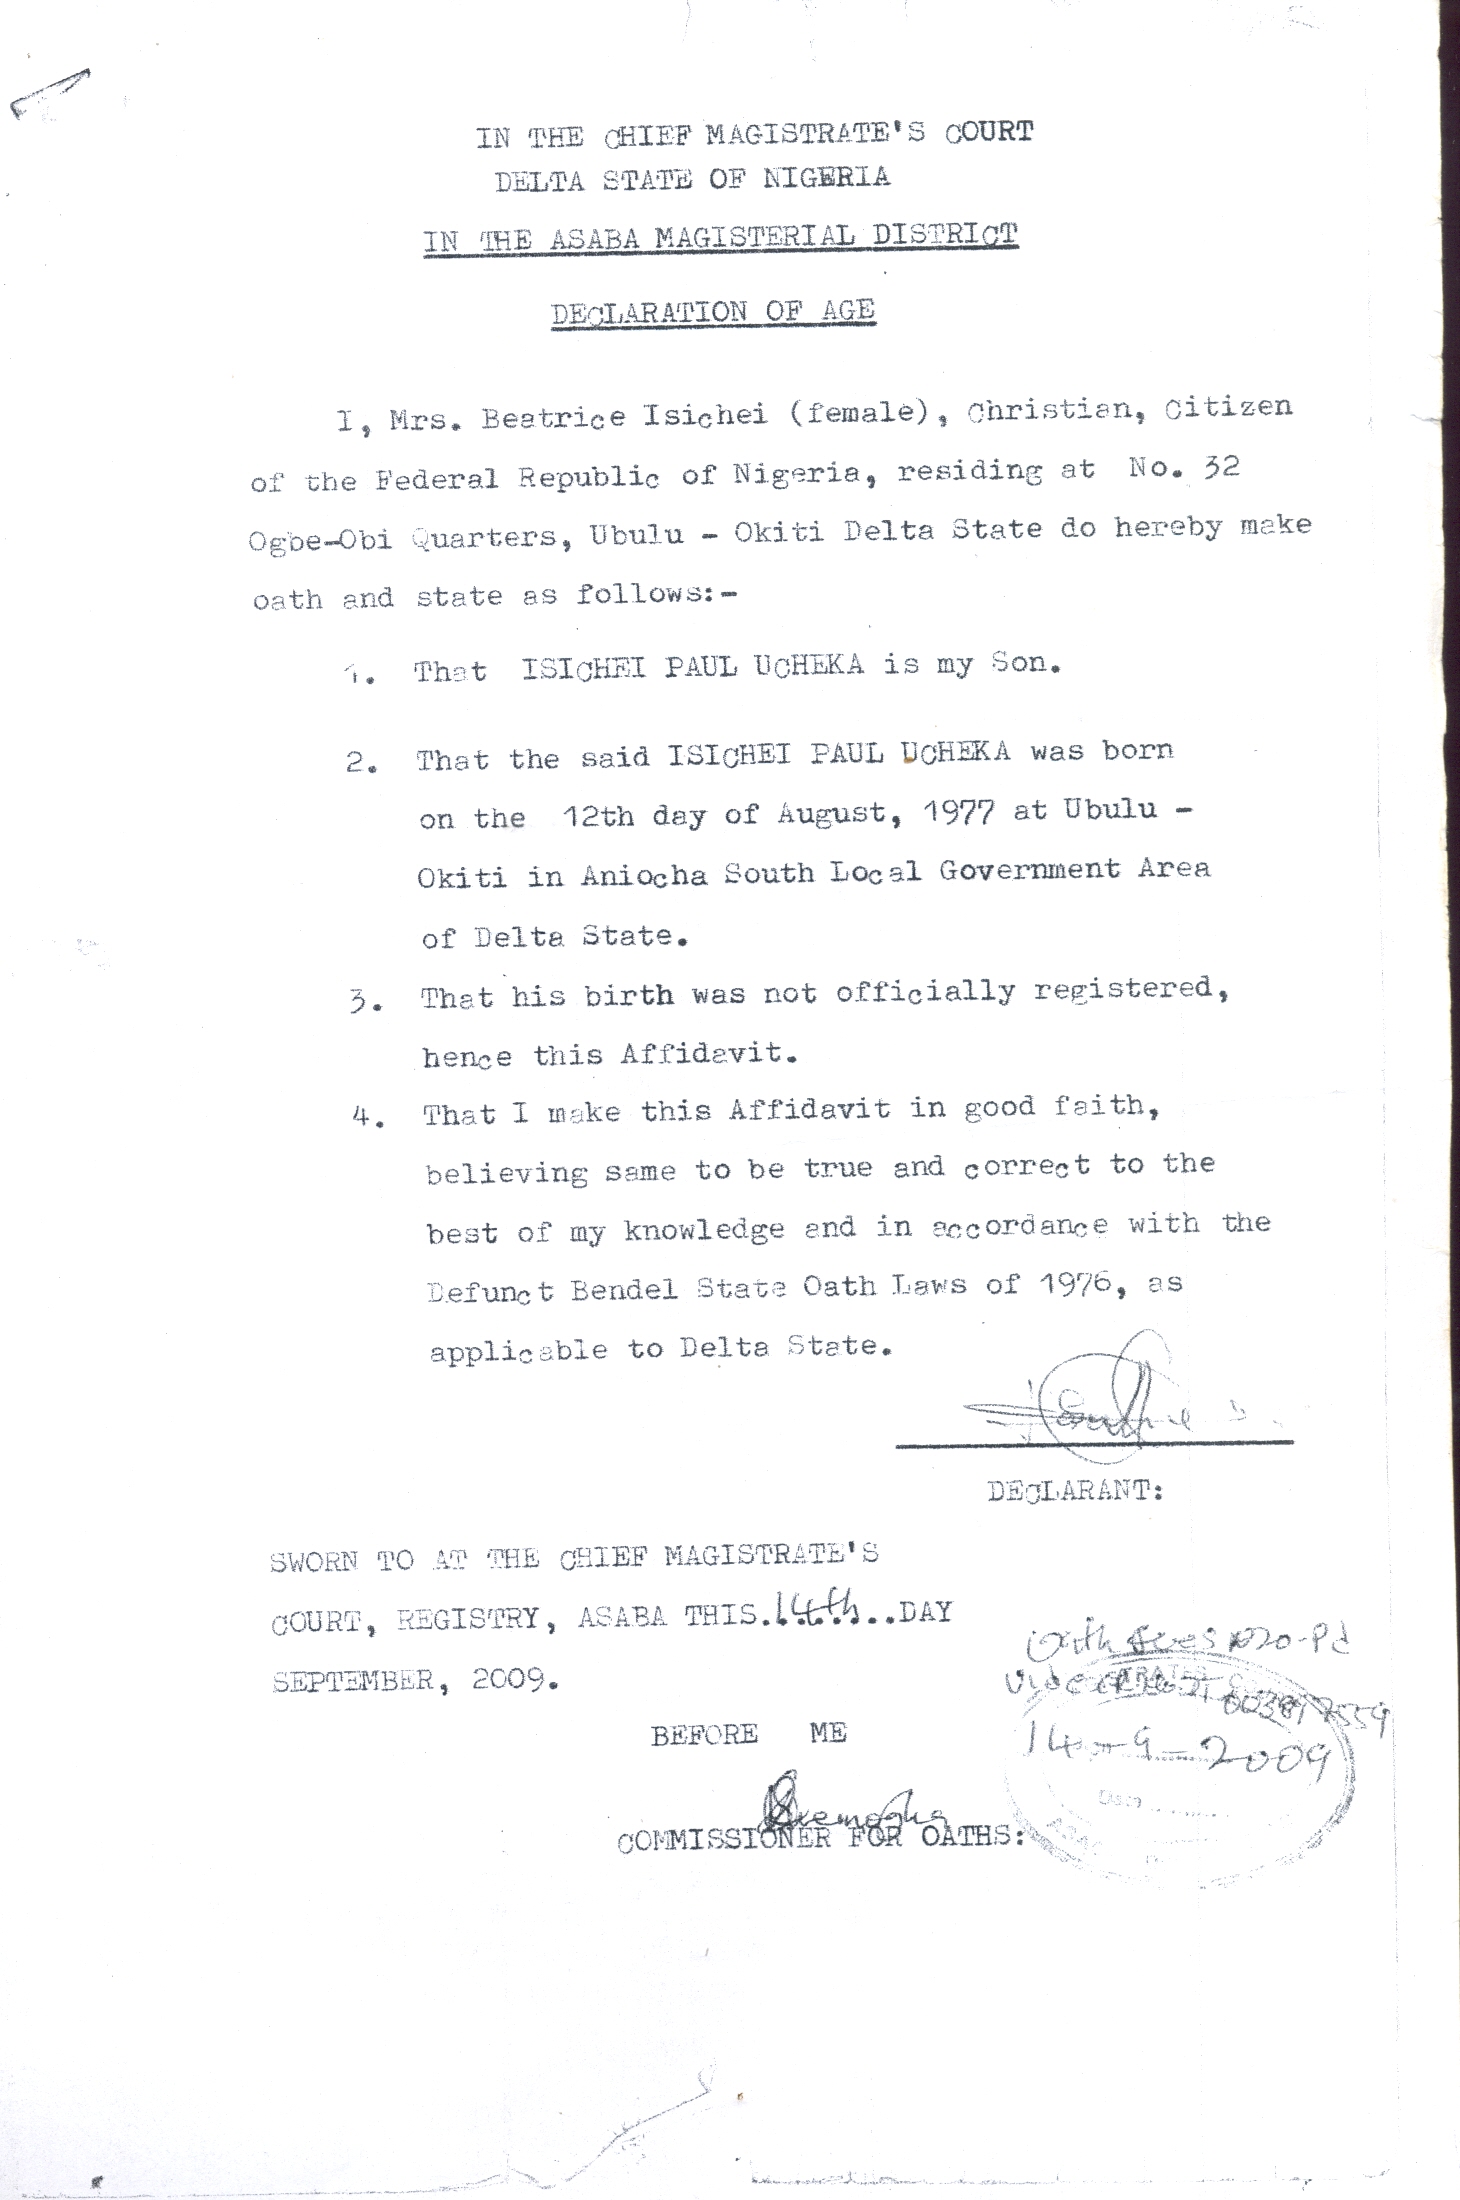 IN THE CHIEF MAGISTRATE'S COURT
DELTA STATE OF NIGERIA
IN THE ASABA MAGISTERIAL DISTRICT
DECLARATION OF AGE
I, Mrs. Beatrice Isichei (female), Christian, Citizen
of the Federal Republic of Nigeria, residing at No. 32
Ogbe-Obi Quarters, Ubulu - Okiti Delta State do hereby make
oath and state as follows:-
1. That ISICHEI PAUL UCHEKA is my Son.
2. That the said ISICHEI PAUL UCHEKA was born
on the 12th day of August, 1977 at Ubulu -
Okiti in Aniocha South Local Government Area
of Delta State.
3. That his birth was not officially registered,
hence this Affidavit.
4. That I make this Affidavit in good faith,
believing same to be true and correct to the
best of my knowledge and in accordance with the
Defunct Bendel State Oath Laws of 1976, as
applicable to Delta State.
DECLARANT:
SWORN TO AT THE CHIEF MAGISTRATE'S
COURT, REGISTRY, ASABA THIS.14th..DAY
SEPTEMBER, 2009.
Oath fees
BEFORE ME
14-9-2009
COMMISSIONER FOR OATHS: